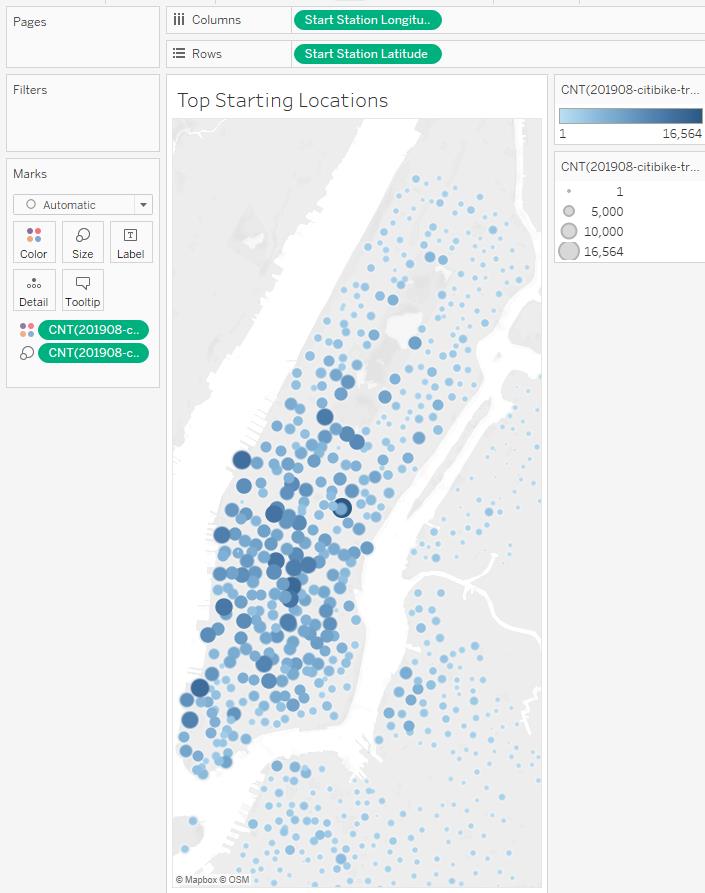 Pages
Columns
Start Station Longitu..
Rows
Start Station Latitude
Filters
Marks
Automatic
Color
Size
Label
Detail
Tooltip
CNT(201908-c..
CNT(201908-c..
Top Starting Locations
© Mapbox © OSM
CNT(201908-citibike-tr...
1 16,564
CNT(201908-citibike-tr...
1
5,000
10,000
16,564